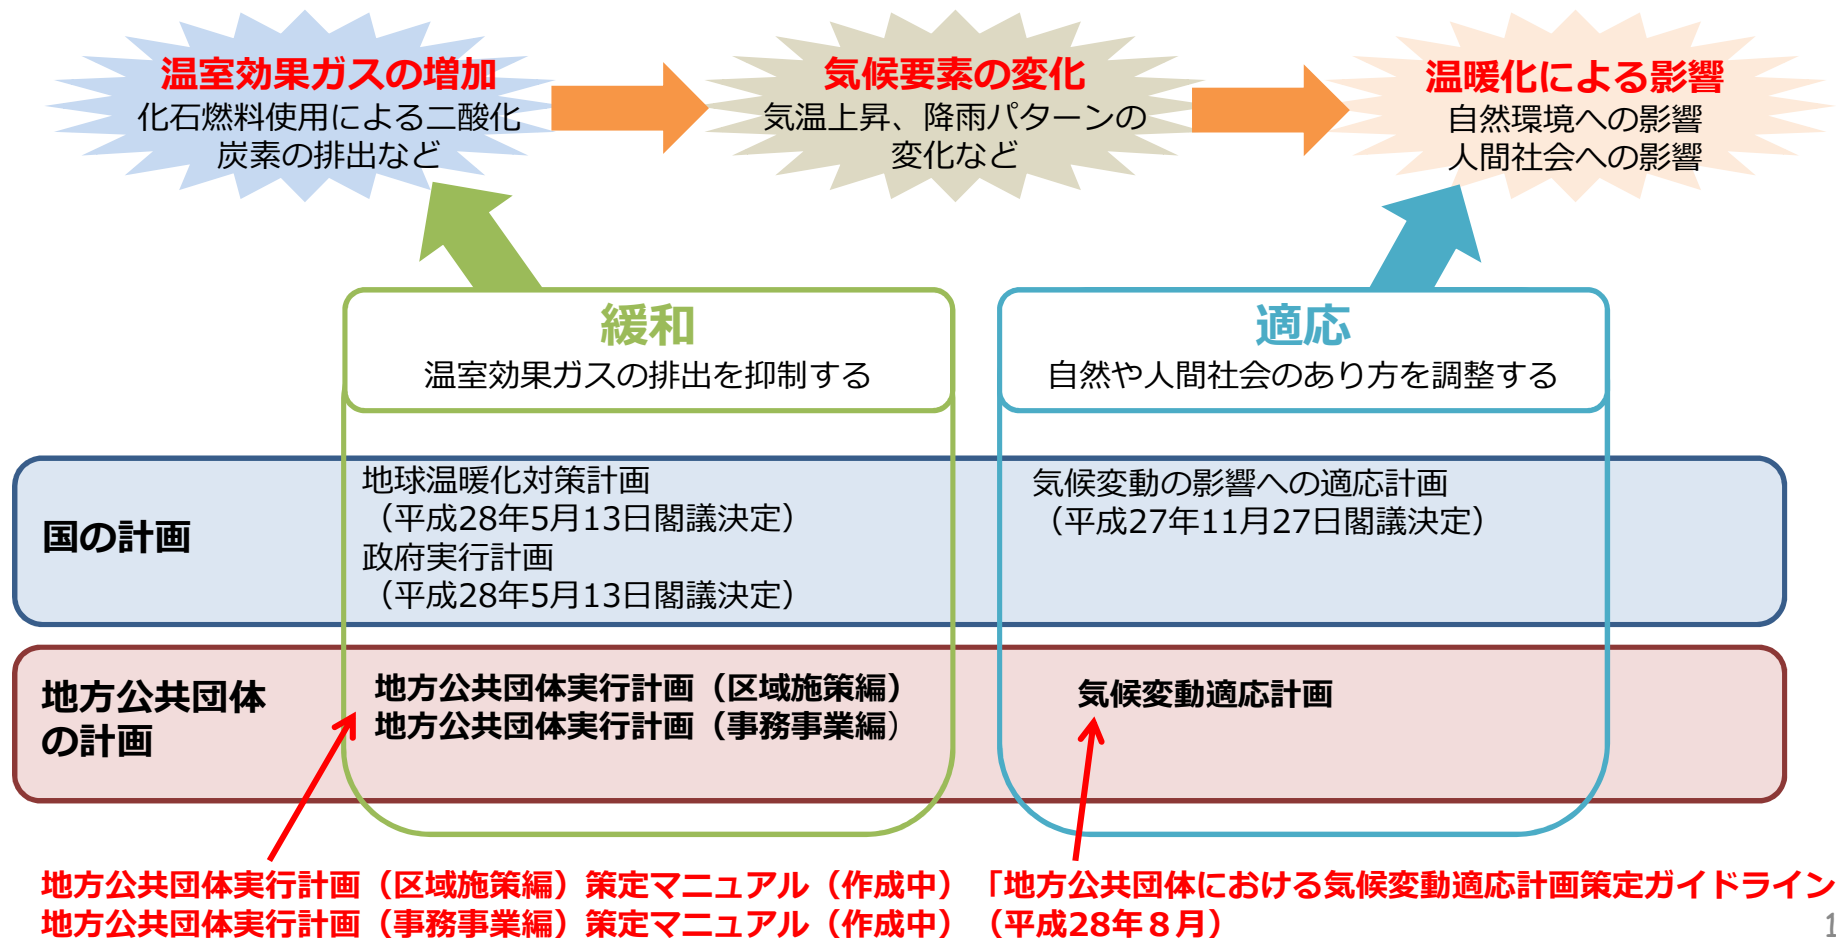 温室効果ガスの増加
化石燃料使用による二酸化
炭素の排出など
気候要素の変化
気温上昇、降雨パターンの
変化など
温暖化による影響
自然環境への影響
人間社会への影響
緩和
温室効果ガスの排出を抑制する
適応
自然や人間社会のあり方を調整する
国の計画
地球温暖化対策計画
（平成28年5月13日閣議決定）
政府実行計画
（平成28年5月13日閣議決定）
気候変動の影響への適応計画
（平成27年11月27日閣議決定）
地方公共団体
の計画
地方公共団体実行計画（区域施策編）
地方公共団体実行計画（事務事業編）
気候変動適応計画
地方公共団体実行計画（区域施策編）策定マニュアル（作成中）
地方公共団体実行計画（事務事業編）策定マニュアル（作成中）
「地方公共団体における気候変動適応計画策定ガイドライン
（平成28年８月）
1